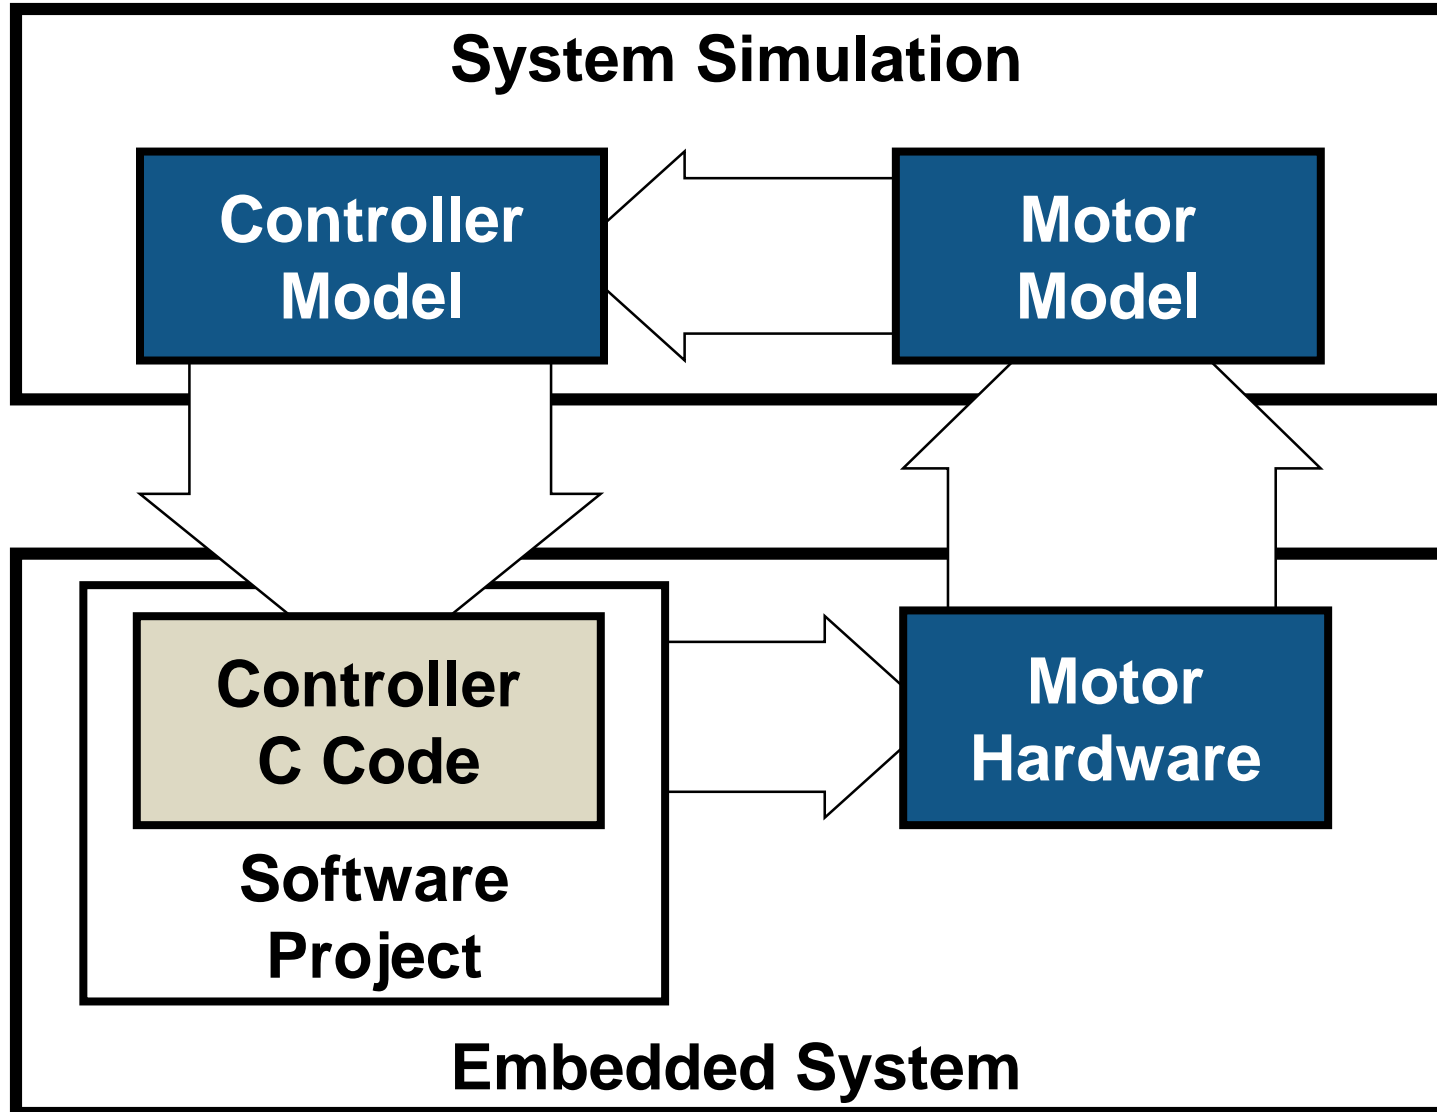 System Simulation
Controller
Model
Motor
Model
Controller
C Code
Motor
Hardware
Software
Project
Embedded System